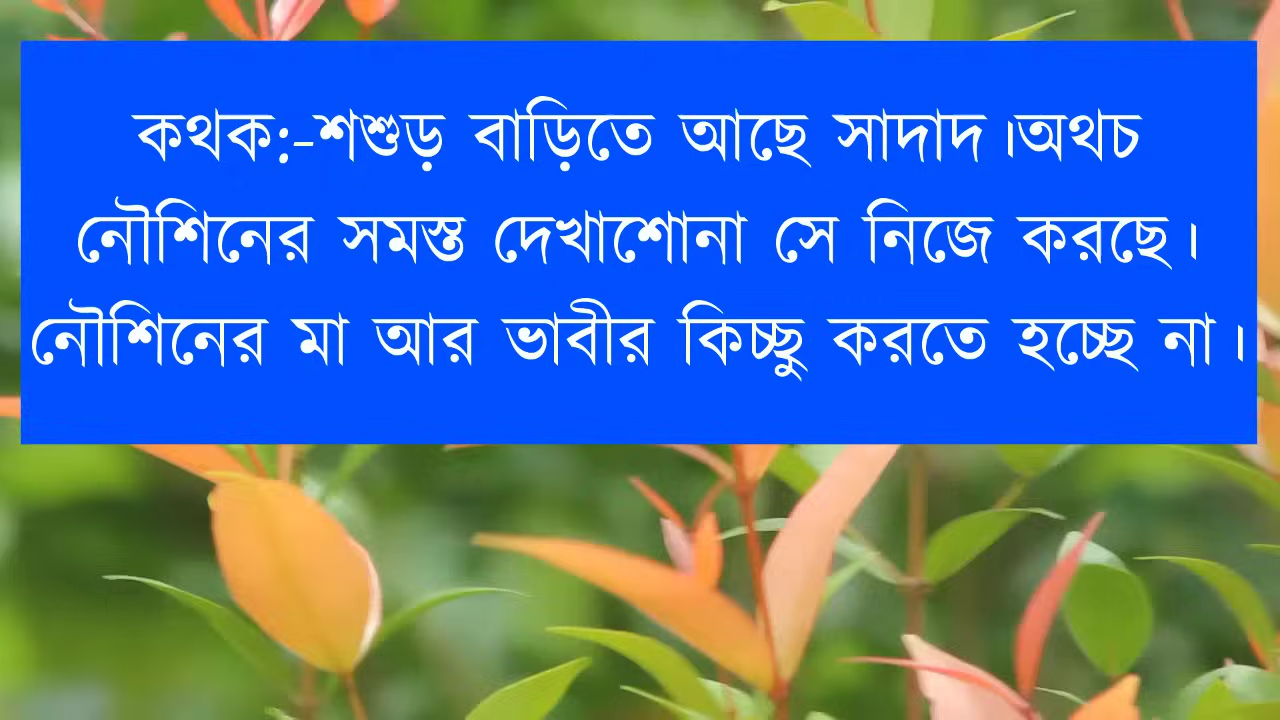 কথক:-শশুড় বাড়িতে আছে সাদাদ।অথচ
নৌশিনের সমস্ত দেখাশোনা সে নিজে করছে।
নৌশিনের মা আর ভাবীর কিচ্ছু করতে হচ্ছে না।